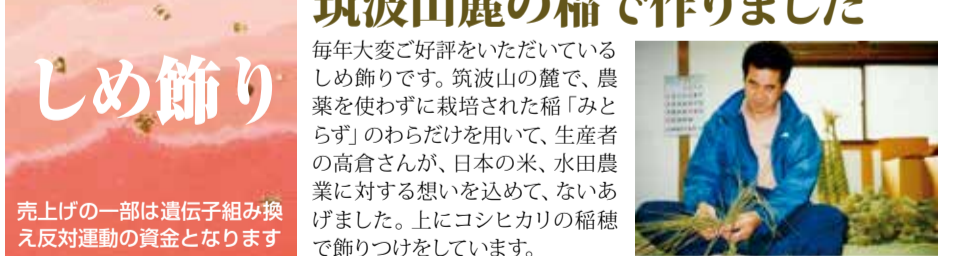 筑波山麓の稲で作りました
しめ飾り
売上げの一部は遺伝子組み換
え反対運動の資金となります
毎年大変ご好評をいただいている
しめ飾りです。筑波山の麓で、農
薬を使わずに栽培された稲「みと
らず」のわらだけを用いて、生産者
の高倉さんが、日本の米、水田農
業に対する想いを込めて、ないあ
げました。上にコシヒカリの稲穂
で飾りつけをしています。